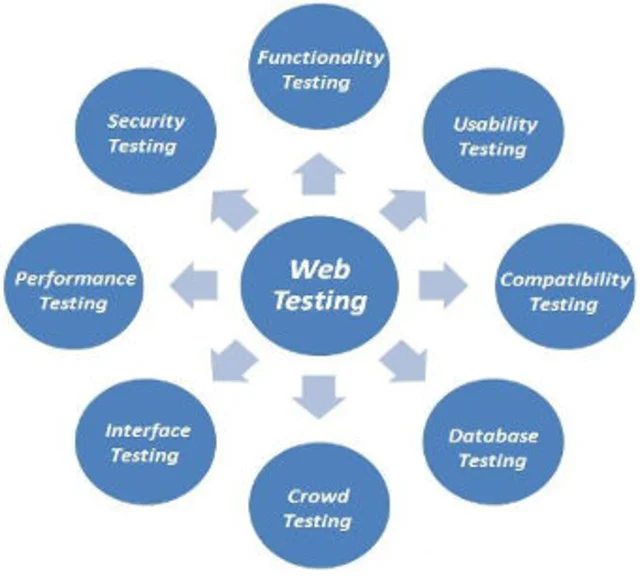 Functionality
Testing
Security
Testing
Usability
Testing
Performance
Testing
Web
Testing
Compatibility
Testing
Interface
Testing
Database
Testing
Crowd
Testing